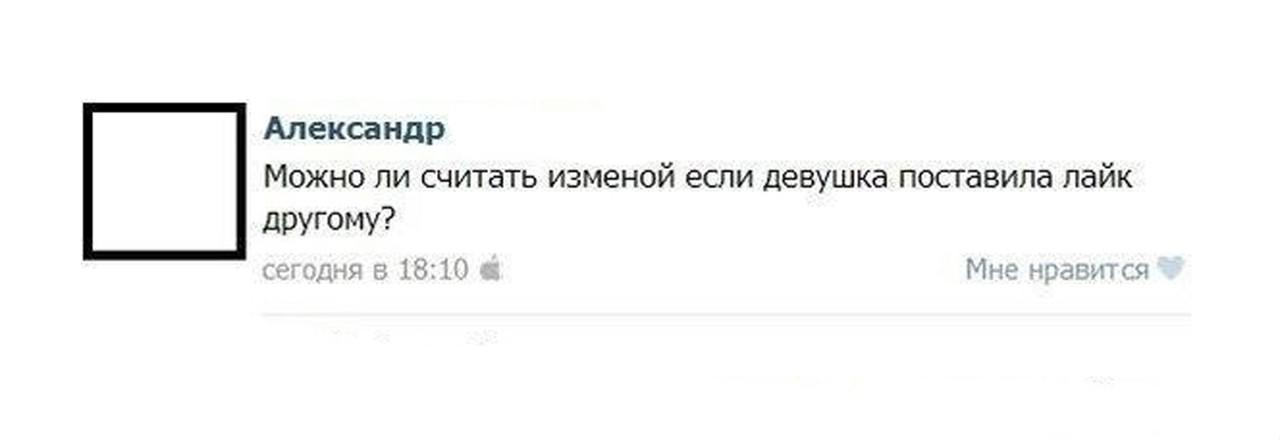 Александр
Можно ли считать изменой если девушка поставила лайк
другому?
сегодня в 18:10
Мне нравится